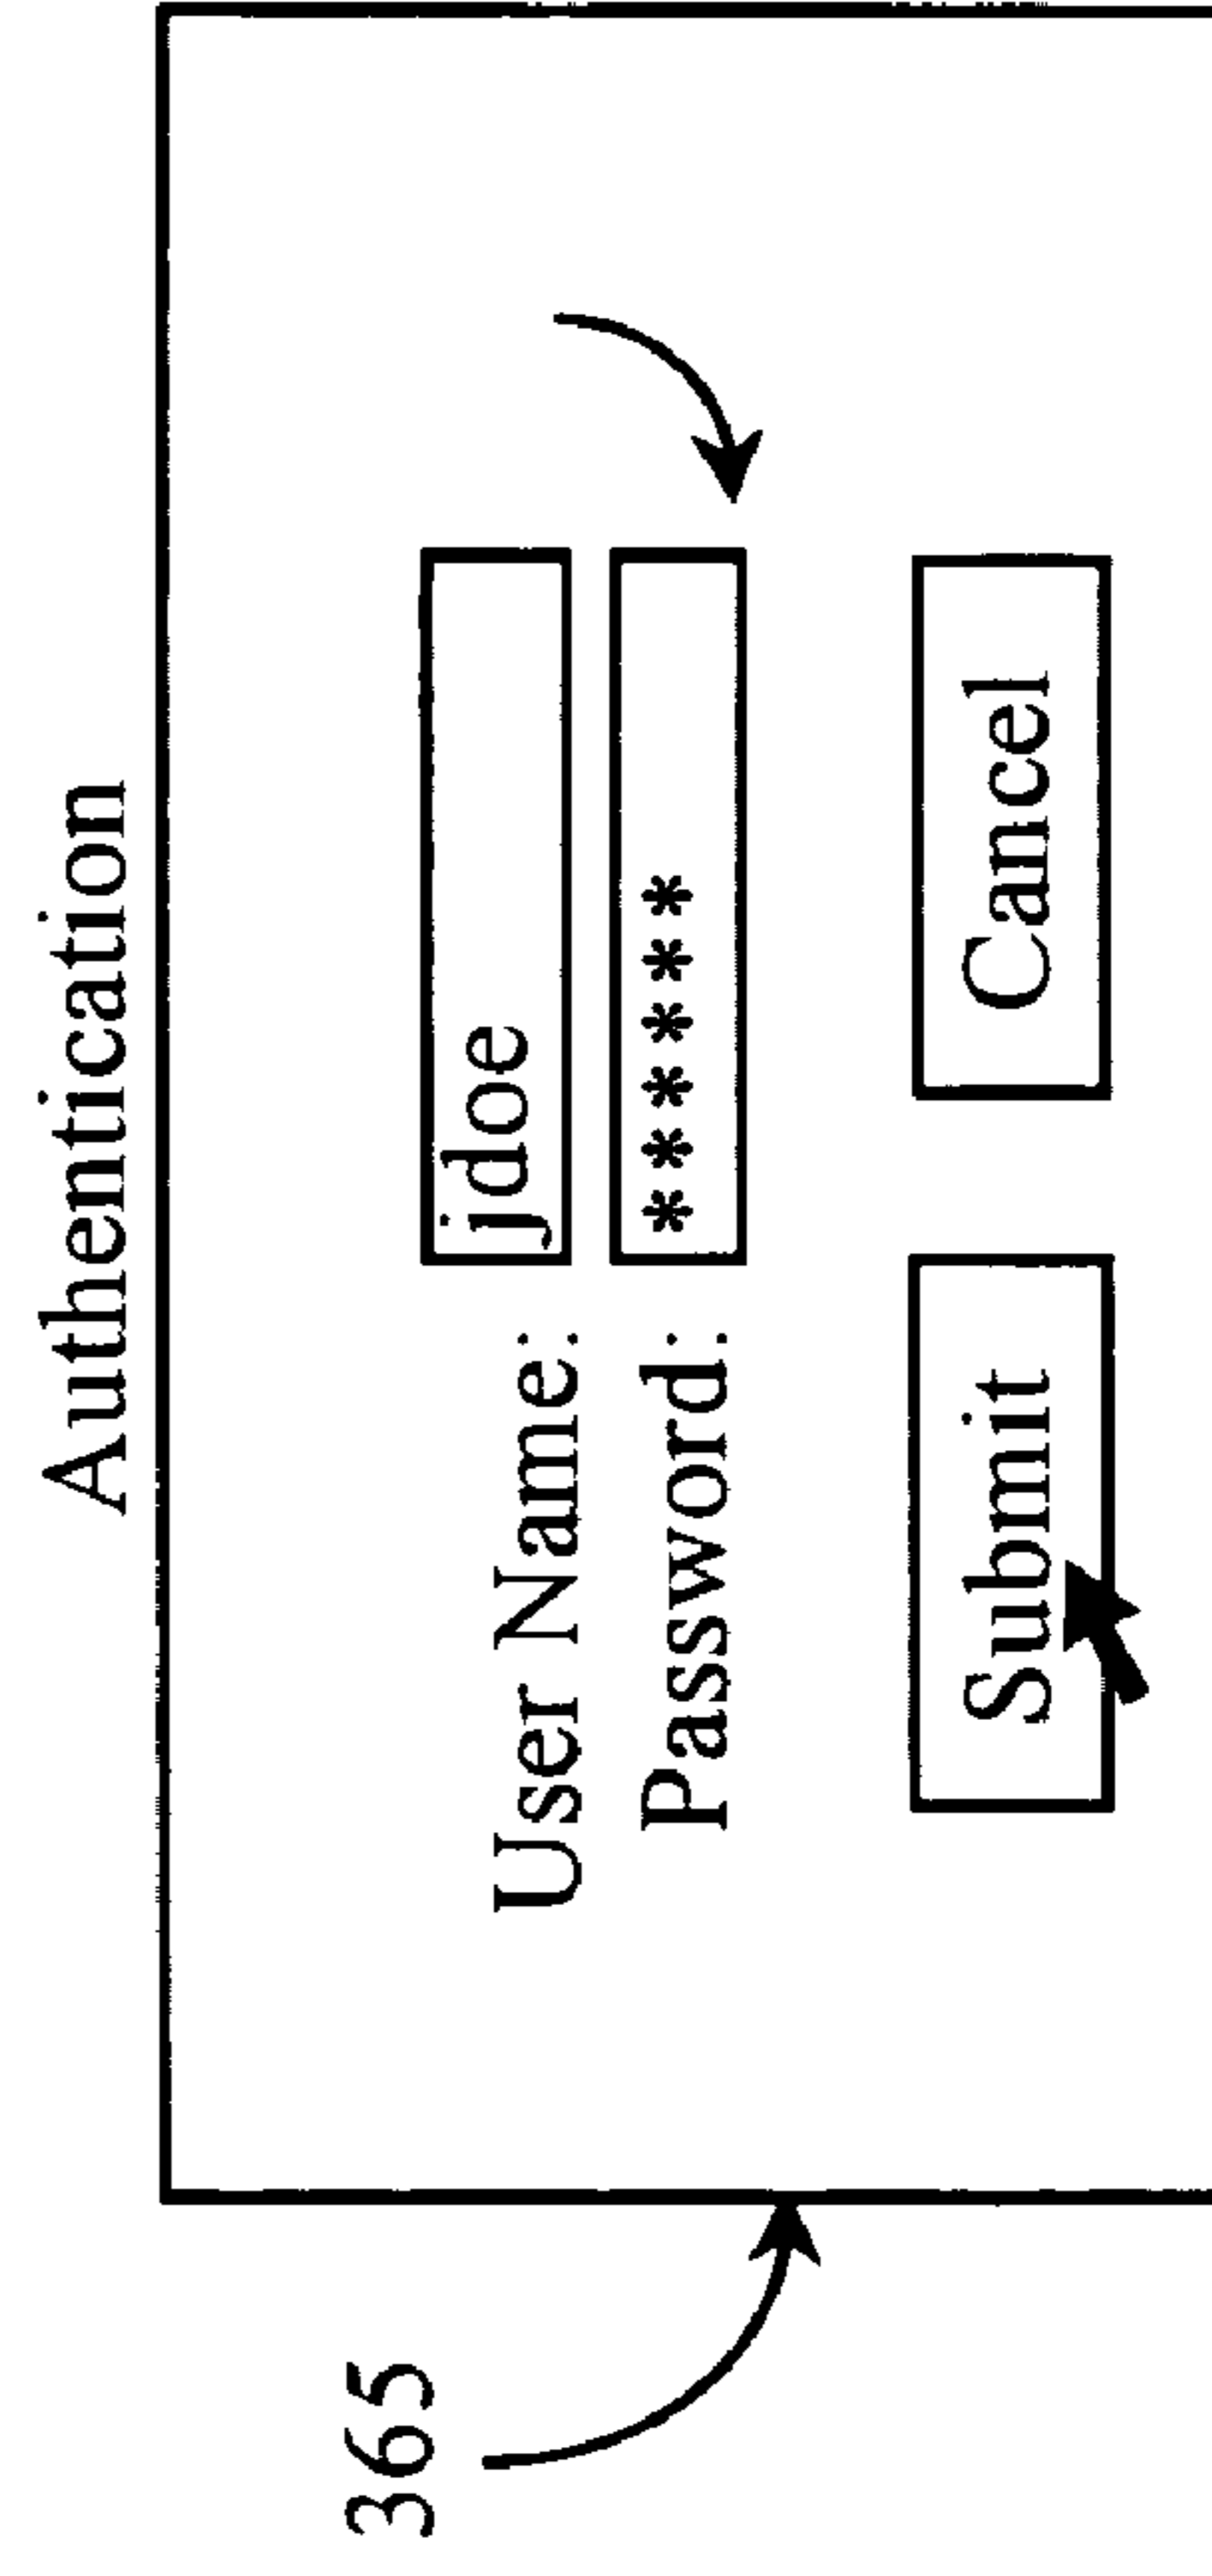 Authentication
365
User Name: jdoe
Password: ******
Submit Cancel